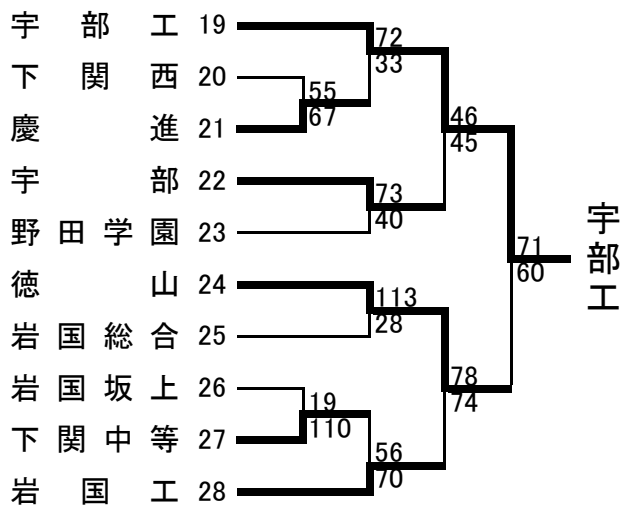 宇部工 19
下関西 20
慶進 21
宇部 22
野田学園 23
徳山 24
岩国総合 25
岩国坂上 26
下関中等 27
岩国工 28
72
33
55
67
73
40
113
28
19
110
56
70
46
45
78
74
71
60
宇部工